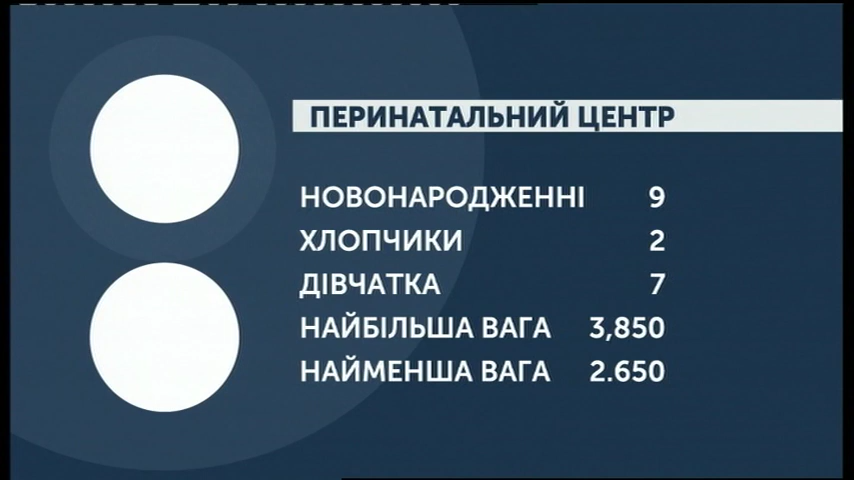 ПЕРИНАТАЛЬНИЙ ЦЕНТР
НОВОНАРОДЖЕННІ 9
ХЛОПЧИКИ 2
ДІВЧАТКА 7
НАЙБІЛЬША ВАГА 3,850
НАЙМЕНША ВАГА 2.650